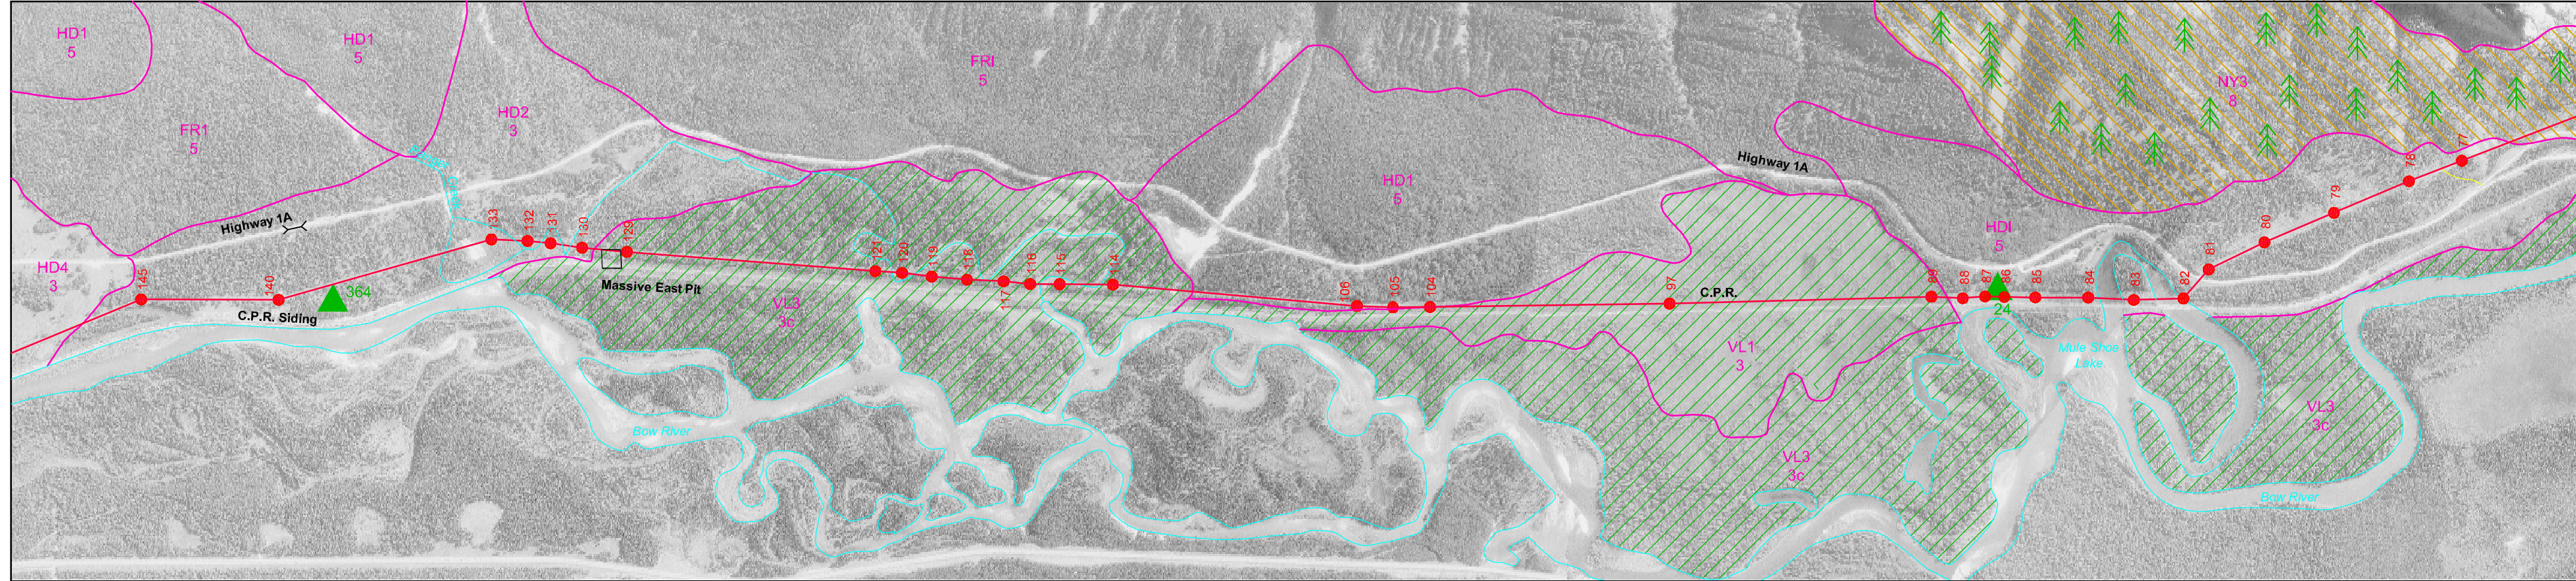 HD1
5
HD1
5
FR1
5
HD2
3
FRI
5
NY3
8
HD4
3
Highway 1A
145
140
364
C.P.R. Siding
133
132
131
130
129
Massive East Pit
VL3
3c
121
120
119
118
117
116
115
114
HD1
5
106
105
104
97
Highway 1A
C.P.R.
VL1
3
HDI
5
89
88
87
86
85
84
83
82
81
80
79
78
77
24
Mule Shoe
Lake
VL3
3c
VL3
3c
Bow River
Bow River